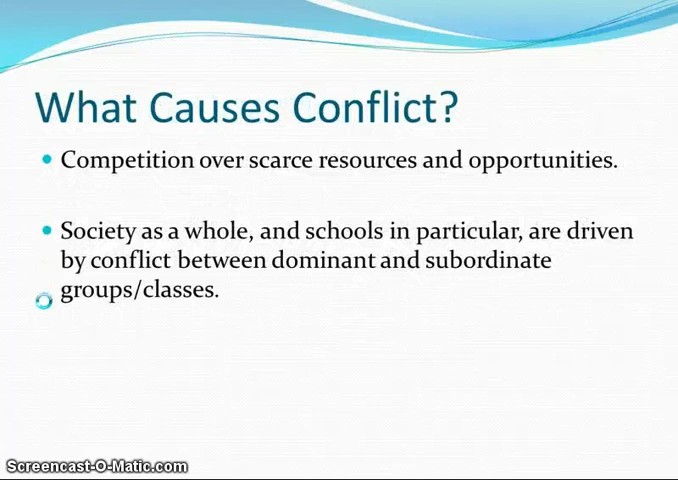 What Causes Conflict?
Competition over scarce resources and opportunities.
Society as a whole, and schools in particular, are driven
by conflict between dominant and subordinate
groups/classes.
Screencast-O-Matic.com